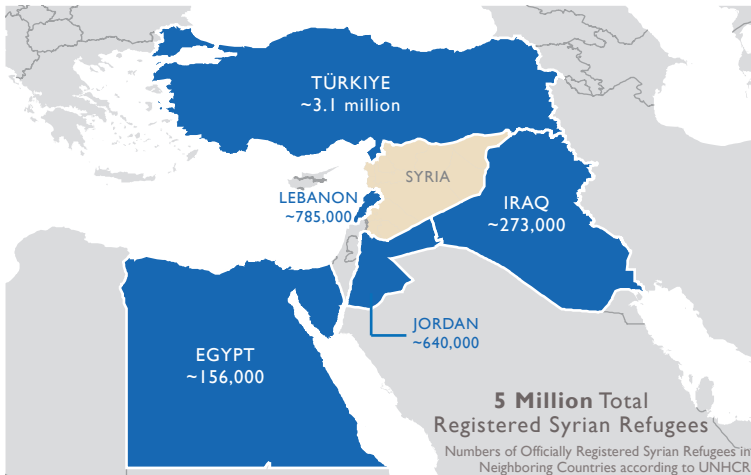 TÜRKIYE
~3.1 million
SYRIA
LEBANON
~785,000
IRAQ
~273,000
JORDAN
~640,000
EGYPT
~156,000
5 Million Total
Registered Syrian Refugees
Numbers of Officially Registered Syrian Refugees in
Neighboring Countries according to UNHCR